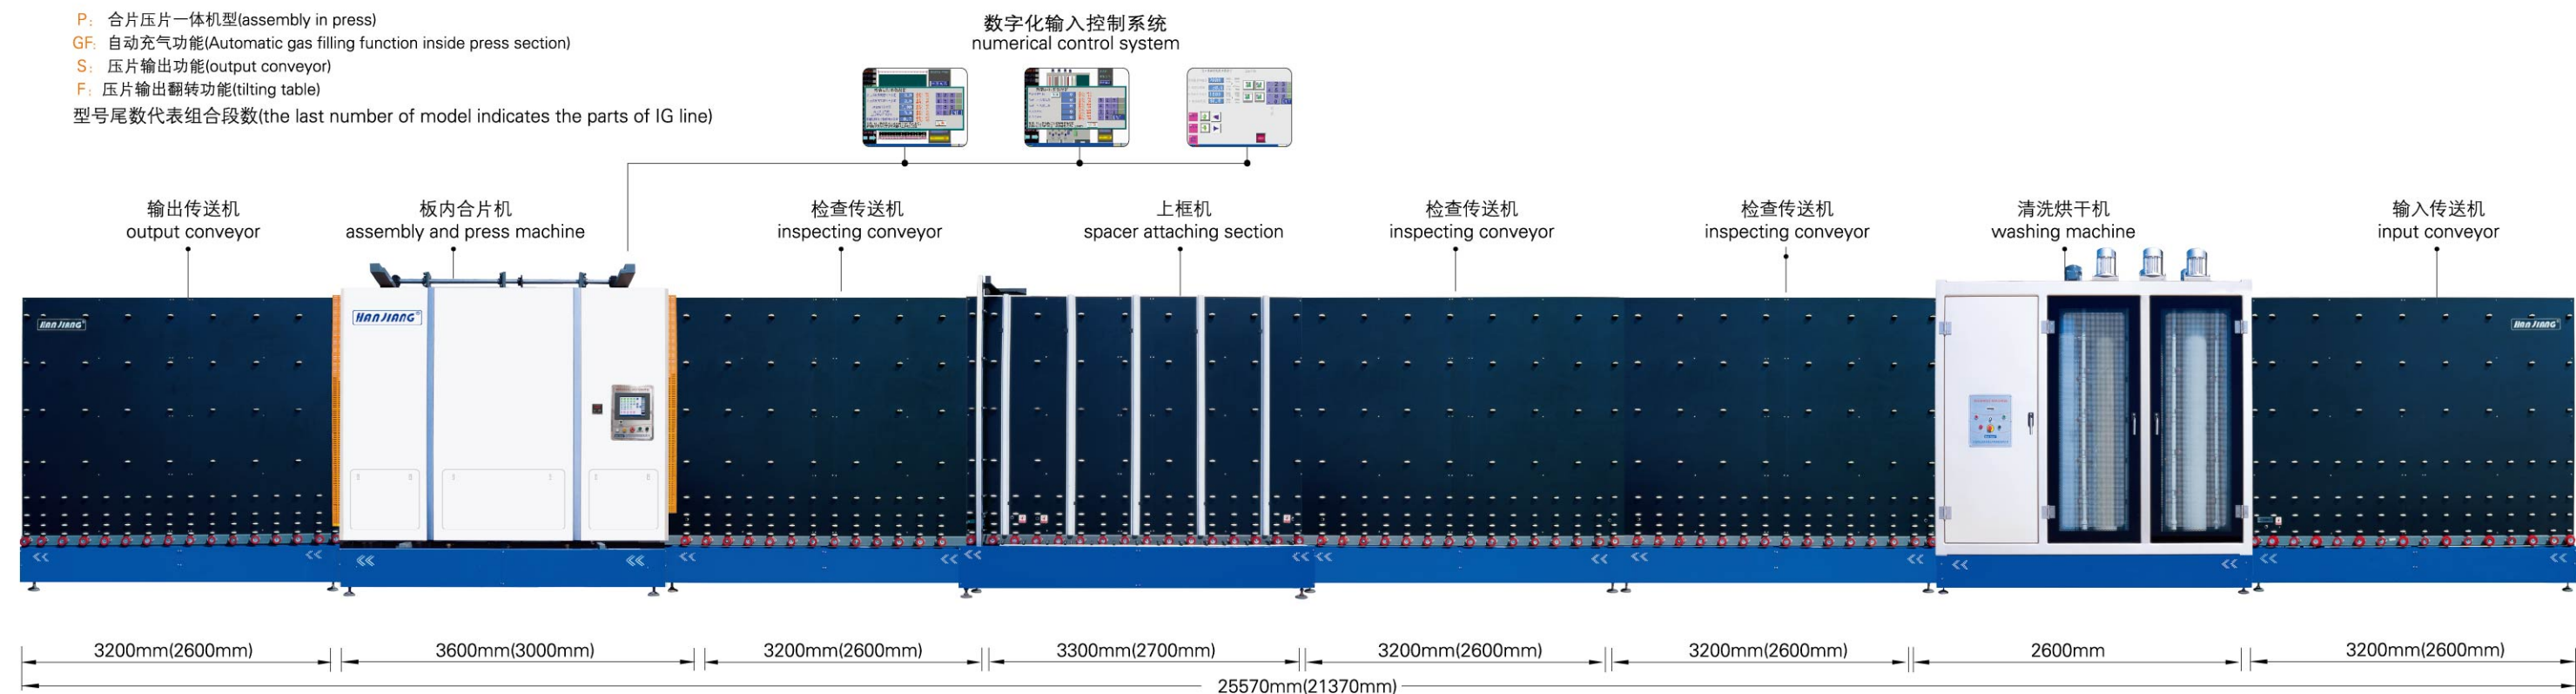 P： 合片压片一体机型(assembly in press)
GF: 自动充气功能(Automatic gas filling function inside press section)
S： 压片输出功能(output conveyor)
F： 压片输出翻转功能(tilting table)
型号尾数代表组合段数(the last number of model indicates the parts of IG line)
数字化输入控制系统
numerical control system
输出传送机
output conveyor
板内合片机
assembly and press machine
检查传送机
inspecting conveyor
上框机
spacer attaching section
检查传送机
inspecting conveyor
检查传送机
inspecting conveyor
清洗烘干机
washing machine
输入传送机
input conveyor
HANJIANG®
HANJIANG®
HANJIANG®
3200mm(2600mm)
3600mm(3000mm)
3200mm(2600mm)
3300mm(2700mm)
3200mm(2600mm)
3200mm(2600mm)
2600mm
3200mm(2600mm)
25570mm(21370mm)